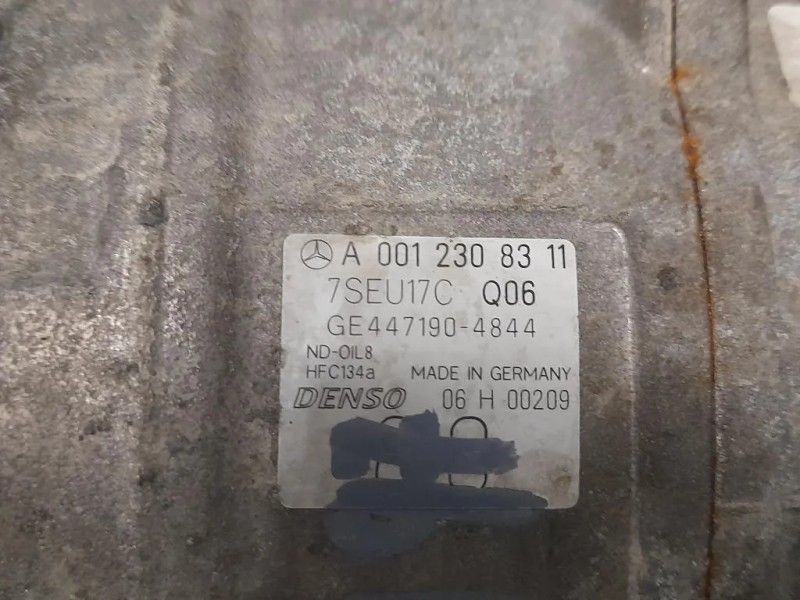 A 001 230 83 11
7SEU17C Q06
GE447190-4844
ND-OIL8
HFC134a MADE IN GERMANY
DENSO 06 H 00209